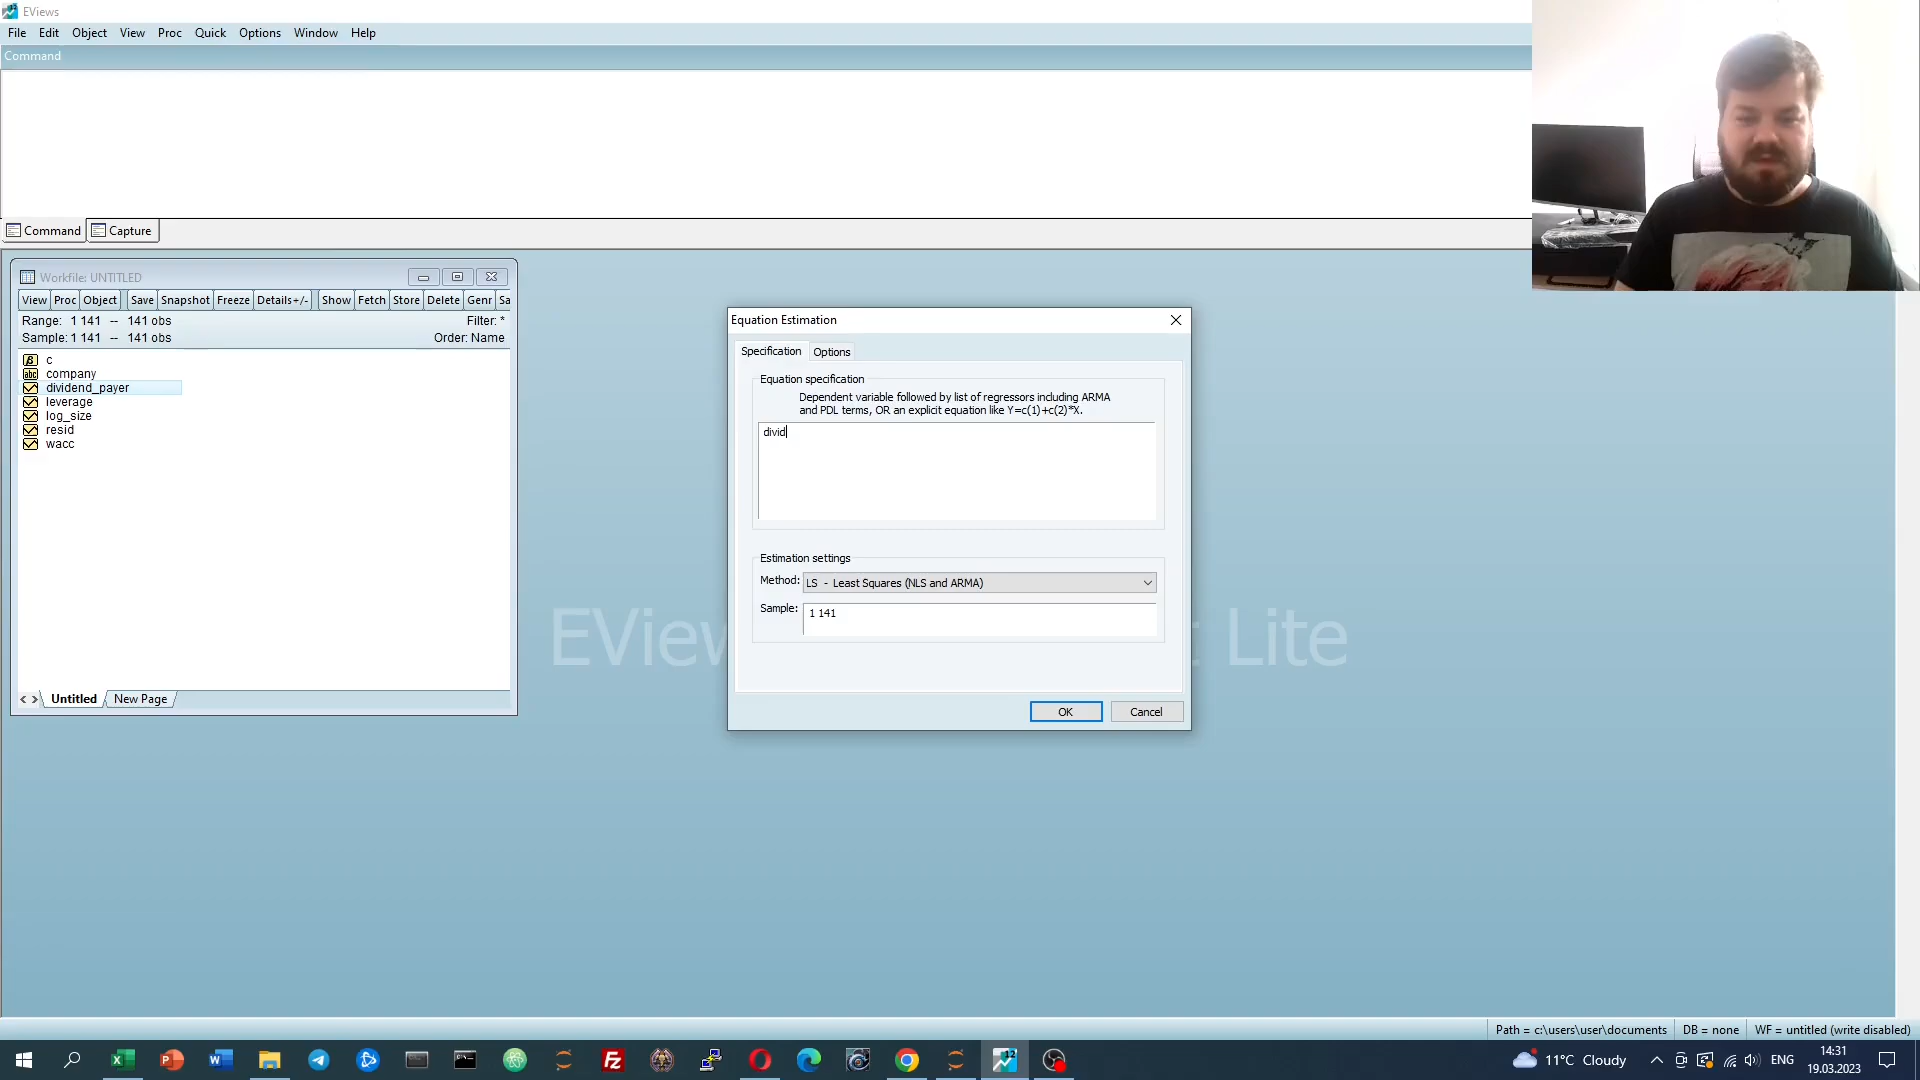 EViews
File Edit Object View Proc Quick Options Window Help
Command
Command Capture
Workfile: UNTITLED
View Proc Object Save Snapshot Freeze Details+/- Show Fetch Store Delete Genr Sa
Range: 1 141 -- 141 obs Filter: *
Sample: 1 141 -- 141 obs Order: Name
c
company
dividend_payer
leverage
log_size
resid
wacc
Untitled New Page
Equation Estimation
Specification Options
Equation specification
Dependent variable followed by list of regressors including ARMA
and PDL terms, OR an explicit equation like Y=c(1)+c(2)*X.
divid
Estimation settings
Method: LS - Least Squares (NLS and ARMA)
Sample: 1 141
OK Cancel
Lite
Path = c:\users\user\documents DB = none WF = untitled (write disabled)
11°C Cloudy ENG 14:31
19.03.2023